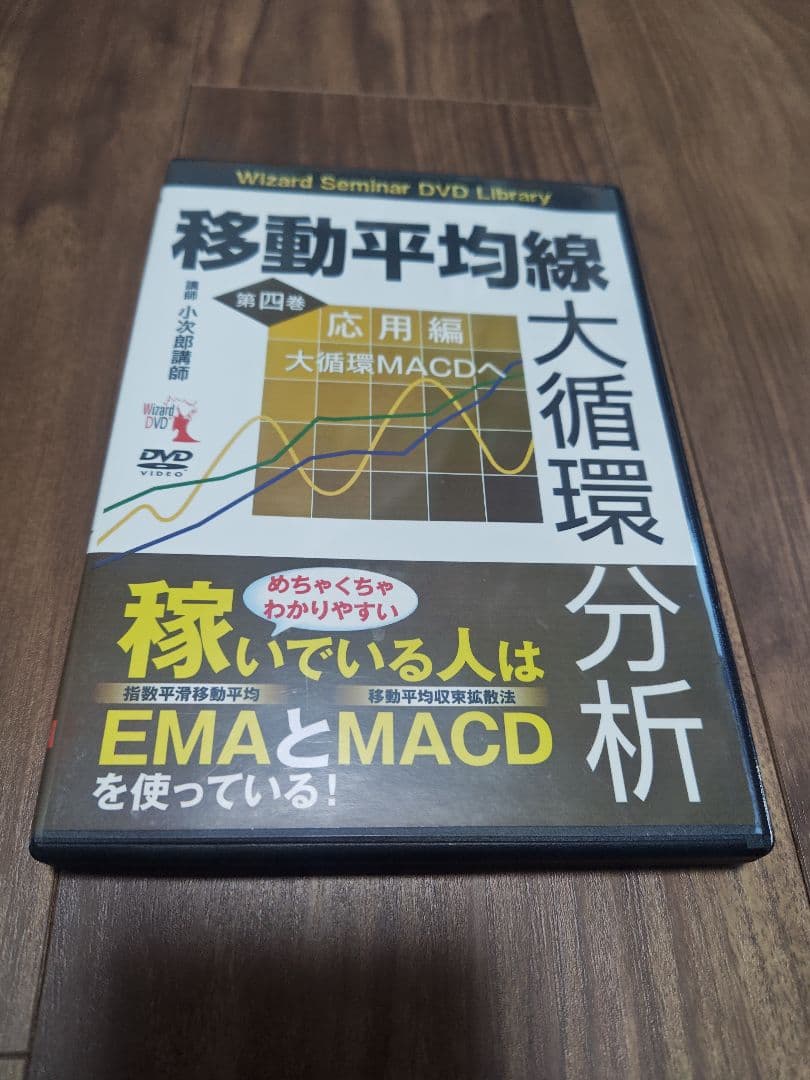 Wizard Seminar DVD Library
移動平均線
大循環分析
第四巻
応用編
大循環MACDへ
講師 小次郎講師
Wizard
DVD
DVD
VIDEO
めちゃくちゃ
わかりやすい
稼いでいる人は
指数平滑移動平均 移動平均収束拡散法
EMAとMACD
を使っている!